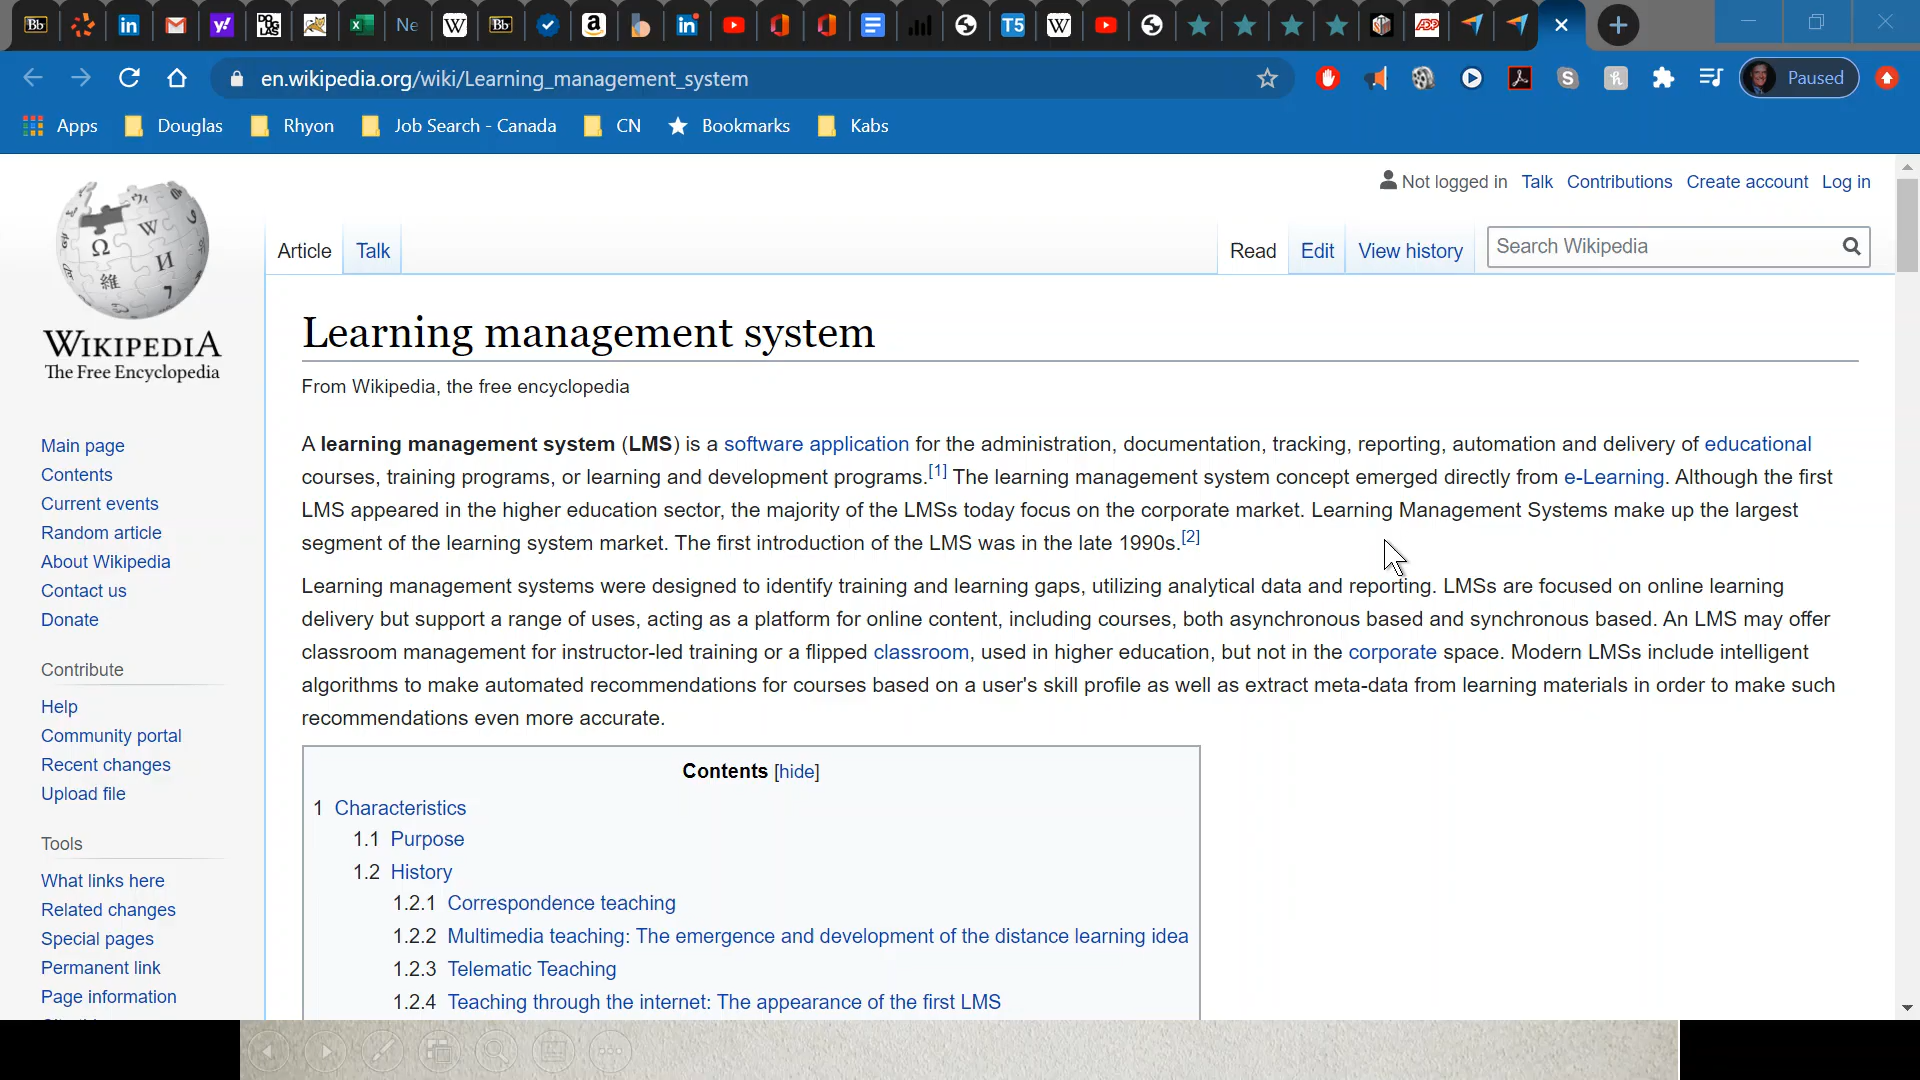 Bb
in
y!
DOUGLAS
Ne
W
Bb
a
in
T5
W
ADP
en.wikipedia.org/wiki/Learning_management_system
Paused
Apps
Douglas
Rhyon
Job Search - Canada
CN
Bookmarks
Kabs
Not logged in Talk Contributions Create account Log in
Article Talk
Read Edit View history
Search Wikipedia
WIKIPEDIA
The Free Encyclopedia
Main page
Contents
Current events
Random article
About Wikipedia
Contact us
Donate
Contribute
Help
Community portal
Recent changes
Upload file
Tools
What links here
Related changes
Special pages
Permanent link
Page information
Learning management system
From Wikipedia, the free encyclopedia
A learning management system (LMS) is a software application for the administration, documentation, tracking, reporting, automation and delivery of educational
courses, training programs, or learning and development programs.[1] The learning management system concept emerged directly from e-Learning. Although the first
LMS appeared in the higher education sector, the majority of the LMSs today focus on the corporate market. Learning Management Systems make up the largest
segment of the learning system market. The first introduction of the LMS was in the late 1990s.[2]
Learning management systems were designed to identify training and learning gaps, utilizing analytical data and reporting. LMSs are focused on online learning
delivery but support a range of uses, acting as a platform for online content, including courses, both asynchronous based and synchronous based. An LMS may offer
classroom management for instructor-led training or a flipped classroom, used in higher education, but not in the corporate space. Modern LMSs include intelligent
algorithms to make automated recommendations for courses based on a user's skill profile as well as extract meta-data from learning materials in order to make such
recommendations even more accurate.
Contents [hide]
1 Characteristics
1.1 Purpose
1.2 History
1.2.1 Correspondence teaching
1.2.2 Multimedia teaching: The emergence and development of the distance learning idea
1.2.3 Telematic Teaching
1.2.4 Teaching through the internet: The appearance of the first LMS